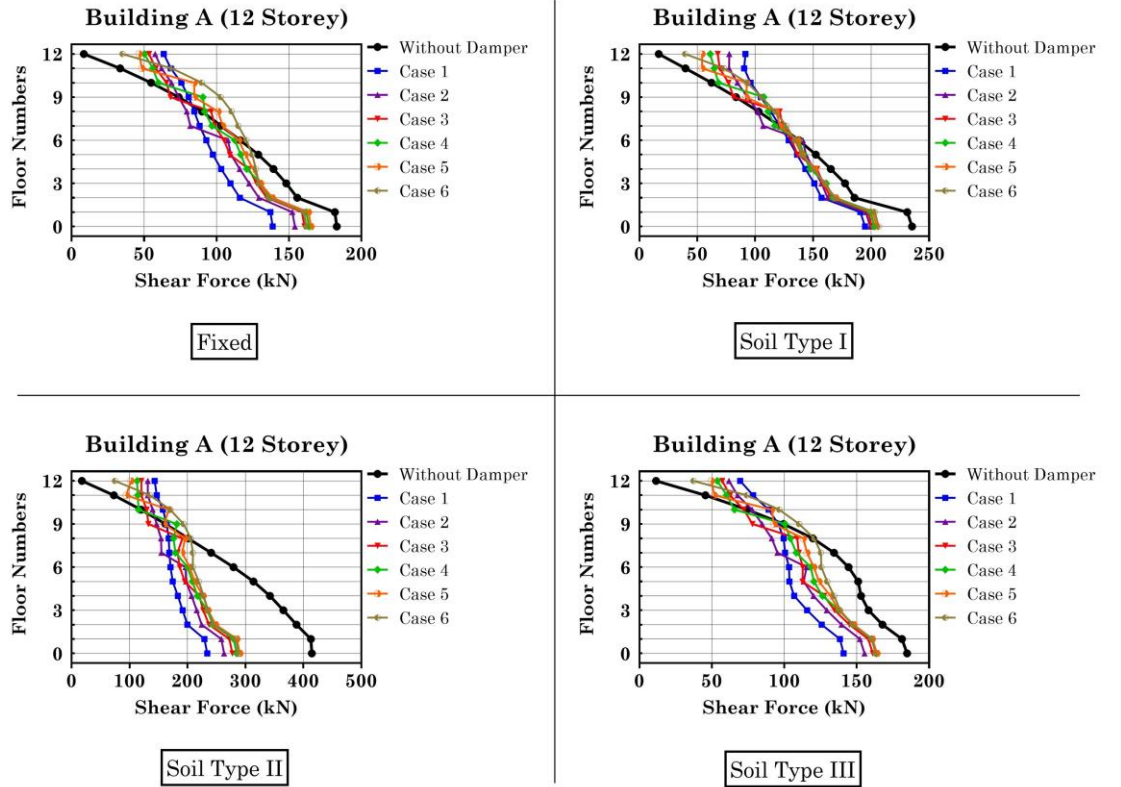 Building A (12 Storey)
12
9
6
3
0
Floor Numbers
0 50 100 150 200
Shear Force (kN)
Without Damper
Case 1
Case 2
Case 3
Case 4
Case 5
Case 6
Fixed
Building A (12 Storey)
12
9
6
3
0
Floor Numbers
0 50 100 150 200 250
Shear Force (kN)
Without Damper
Case 1
Case 2
Case 3
Case 4
Case 5
Case 6
Soil Type I
Building A (12 Storey)
12
9
6
3
0
Floor Numbers
0 100 200 300 400 500
Shear Force (kN)
Without Damper
Case 1
Case 2
Case 3
Case 4
Case 5
Case 6
Soil Type II
Building A (12 Storey)
12
9
6
3
0
Floor Numbers
0 50 100 150 200
Shear Force (kN)
Without Damper
Case 1
Case 2
Case 3
Case 4
Case 5
Case 6
Soil Type III